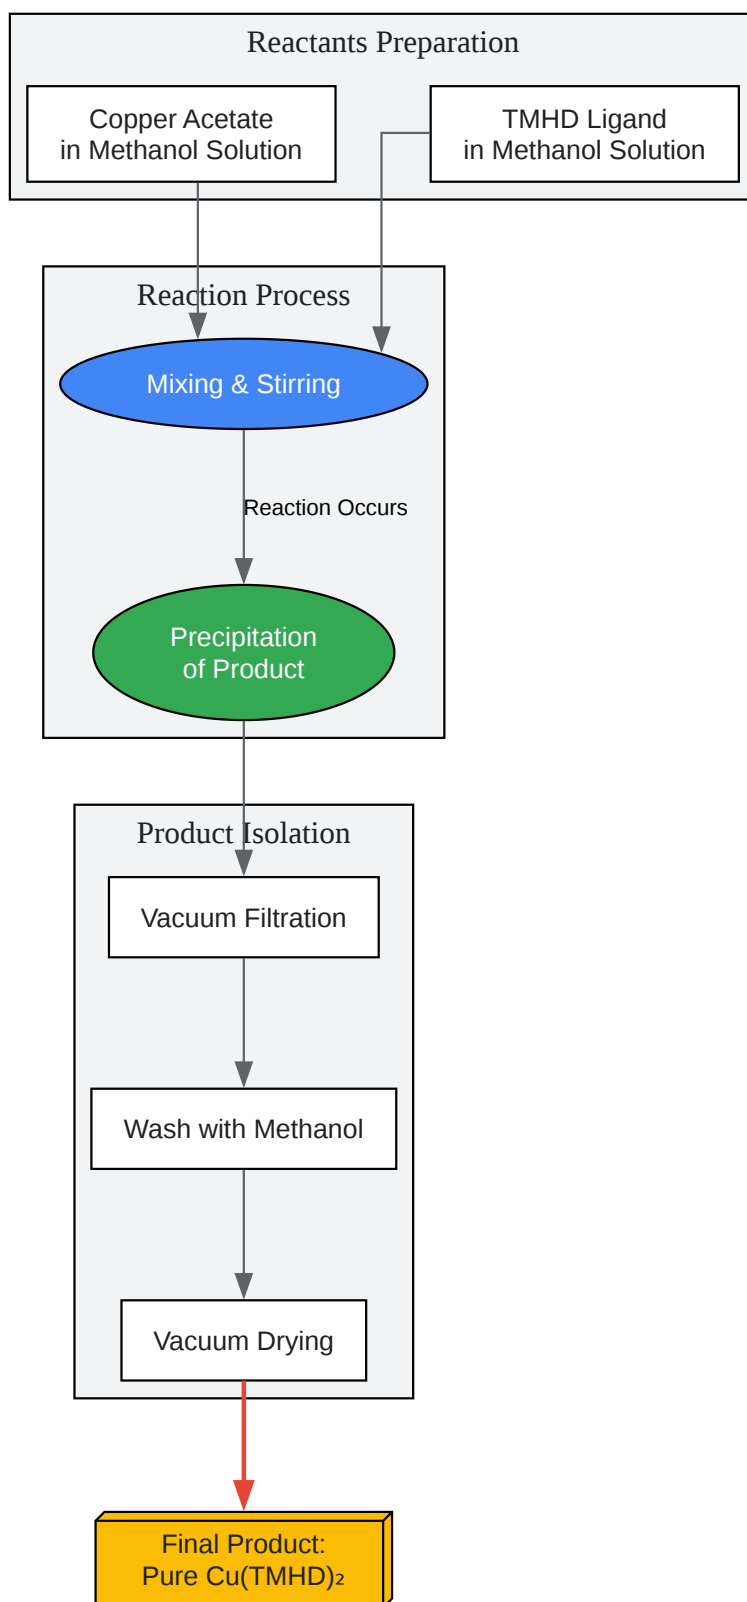 Reactants Preparation
Copper Acetate
in Methanol Solution
TMHD Ligand
in Methanol Solution
Reaction Process
Mixing & Stirring
Reaction Occurs
Precipitation
of Product
Product Isolation
Vacuum Filtration
Wash with Methanol
Vacuum Drying
Final Product:
Pure Cu(TMHD)₂